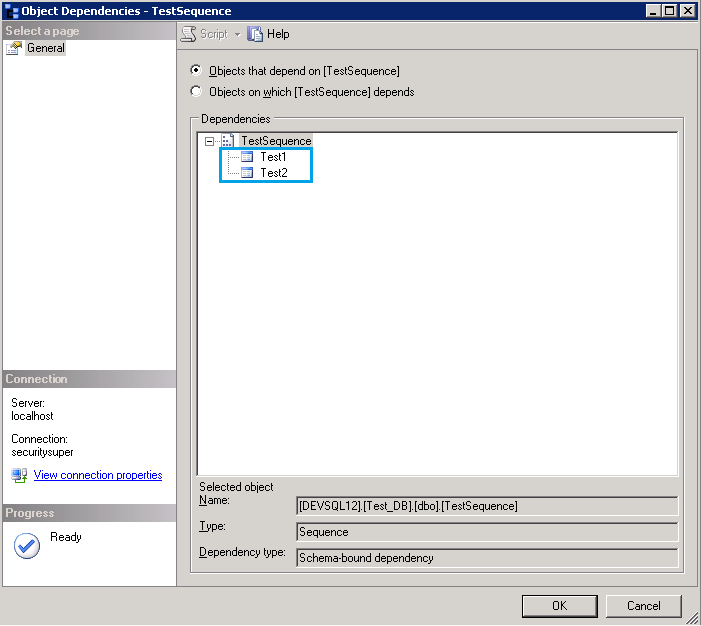 Object Dependencies - TestSequence
Select a page
General
Script
Help
Objects that depend on [TestSequence]
Objects on which [TestSequence] depends
Dependencies
TestSequence
Test1
Test2
Connection
Server:
localhost
Connection:
securitysuper
View connection properties
Progress
Ready
Selected object
Name:
[DEVSQL12].[Test_DB].[dbo].[TestSequence]
Type:
Sequence
Dependency type:
Schema-bound dependency
OK
Cancel